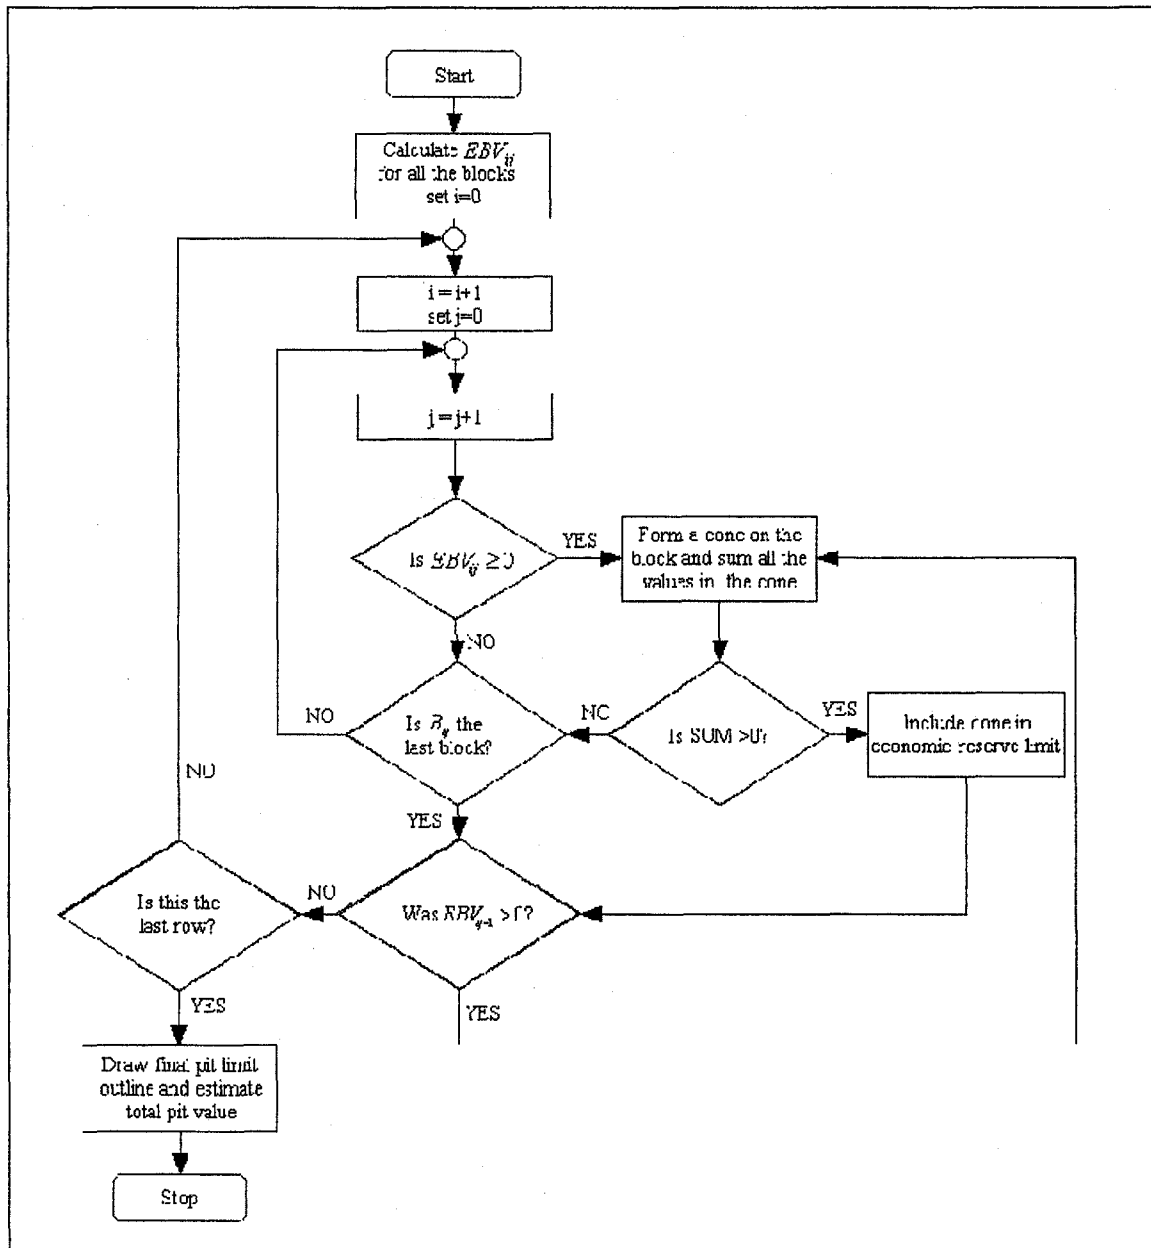 Start
Calculate EBV_ij
for all the blocks
set i=0
i = i+1
set j=0
j = j+1
Is EBV_ij ≥ 0
YES
Form a cone on the
block and sum all the
values in the cone
NO
Is B_ij the
last block?
NO
NO
Is SUM >0?
YES
Include cone in
economic reserve limit
NO
YES
Is this the
last row?
NO
Was EBV_ij-1 >0?
YES
YES
Draw final pit limit
outline and estimate
total pit value
Stop